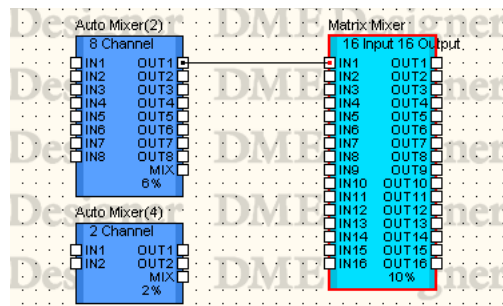 Auto Mixer(2)
8 Channel
IN1 OUT1
IN2 OUT2
IN3 OUT3
IN4 OUT4
IN5 OUT5
IN6 OUT6
IN7 OUT7
IN8 OUT8
MIX
6%
Auto Mixer(4)
2 Channel
IN1 OUT1
IN2 OUT2
MIX
2%
Matrix Mixer
16 Input 16 Output
IN1 OUT1
IN2 OUT2
IN3 OUT3
IN4 OUT4
IN5 OUT5
IN6 OUT6
IN7 OUT7
IN8 OUT8
IN9 OUT9
IN10 OUT10
IN11 OUT11
IN12 OUT12
IN13 OUT13
IN14 OUT14
IN15 OUT15
IN16 OUT16
10%